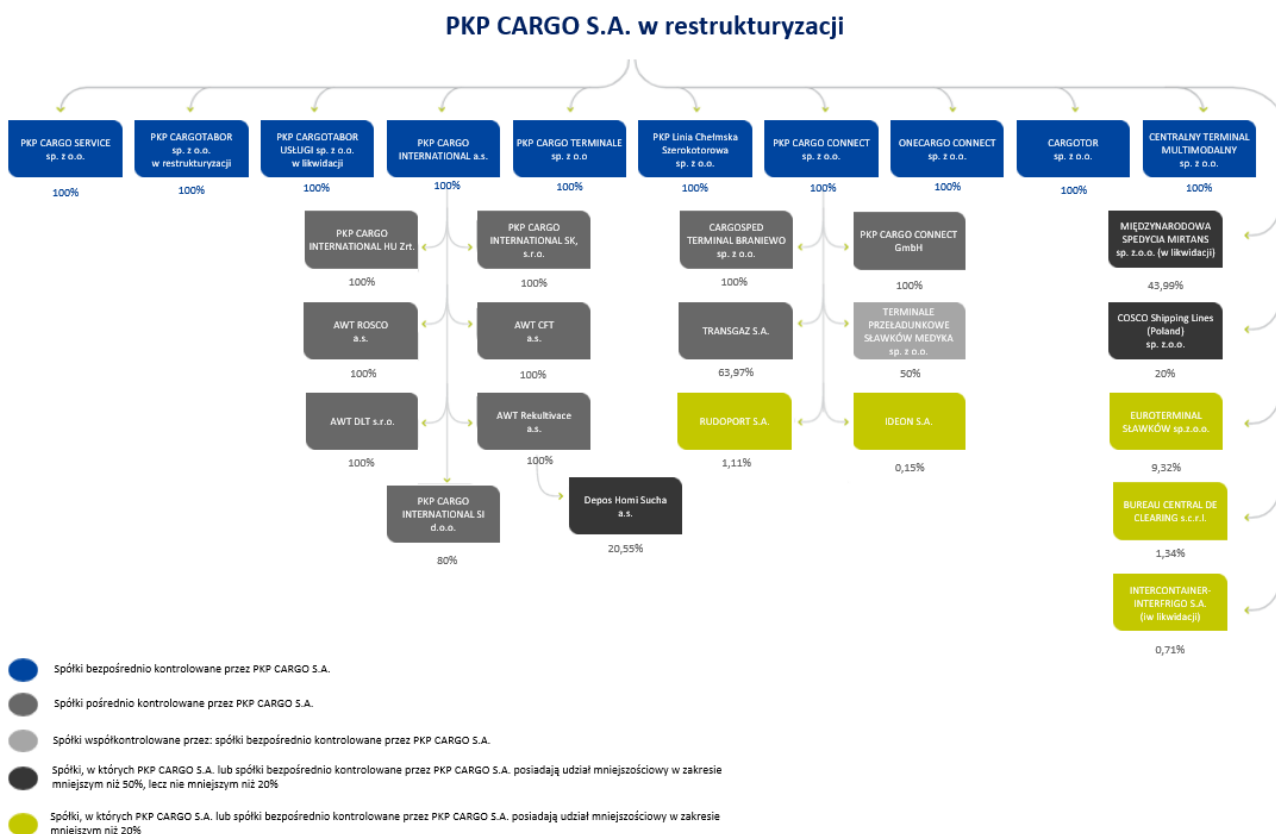 PKP CARGO S.A. w restrukturyzacji
PKP CARGO SERVICE
sp. z o.o.
100%
PKP CARGOTABOR
sp. z o.o.
w restrukturyzacji
100%
PKP CARGOTABOR
USŁUGI sp. z o.o.
w likwidacji
100%
PKP CARGO
INTERNATIONAL a.s.
100%
PKP CARGO TERMINALE
sp. z o.o
100%
PKP Linia Chełmska
Szerokotorowa
sp. z o.o.
100%
PKP CARGO CONNECT
sp. z o.o.
100%
ONECARGO CONNECT
sp. z o.o.
100%
CARGOTOR
sp. z o.o.
100%
CENTRALNY TERMINAL
MULTIMODALNY
sp. z o.o.
100%
PKP CARGO
INTERNATIONAL HU Zrt.
100%
PKP CARGO
INTERNATIONAL SK,
s.r.o.
100%
CARGOSPED
TERMINAL BRANIEWO
sp. z o.o.
100%
PKP CARGO CONNECT
GmbH
100%
MIĘDZYNARODOWA
SPEDYCIA MIRTANS
sp. z.o.o. (w likwidacji)
43,99%
AWT ROSCO
a.s.
100%
AWT CFT
a.s.
100%
TRANSGAZ S.A.
63,97%
TERMINALE
PRZEŁADUNKOWE
SŁAWKÓW MEDYKA
sp. z o.o.
50%
COSCO Shipping Lines
(Poland)
sp. z.o.o.
20%
AWT DLT s.r.o.
100%
AWT Rekultivace
a.s.
100%
RUDOPORT S.A.
1,11%
IDEON S.A.
0,15%
EUROTERMINAL
SŁAWKÓW sp.z.o.o.
9,32%
PKP CARGO
INTERNATIONAL SI
d.o.o.
80%
Depos Horni Sucha
a.s.
20,55%
BUREAU CENTRAL DE
CLEARING s.c.r.l.
1,34%
INTERCONTAINER-
INTERFRIGO S.A.
(iw likwidacji)
0,71%
Spółki bezpośrednio kontrolowane przez PKP CARGO S.A.
Spółki pośrednio kontrolowane przez PKP CARGO S.A.
Spółki współkontrolowane przez: spółki bezpośrednio kontrolowane przez PKP CARGO S.A.
Spółki, w których PKP CARGO S.A. lub spółki bezpośrednio kontrolowane przez PKP CARGO S.A. posiadają udział mniejszościowy w zakresie
mniejszym niż 50%, lecz nie mniejszym niż 20%
Spółki, w których PKP CARGO S.A. lub spółki bezpośrednio kontrolowane przez PKP CARGO S.A. posiadają udział mniejszościowy w zakresie
mniejszym niż 20%